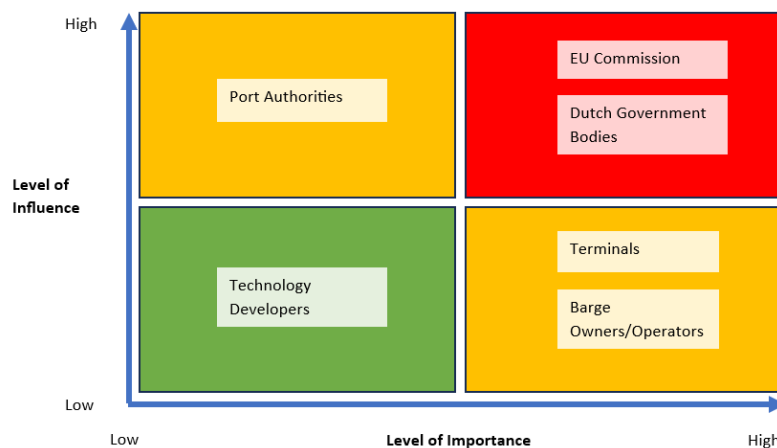 High
EU Commission
Port Authorities
Dutch Government
Bodies
Level of
Influence
Terminals
Technology
Developers
Barge
Owners/Operators
Low
Low
Level of Importance
High